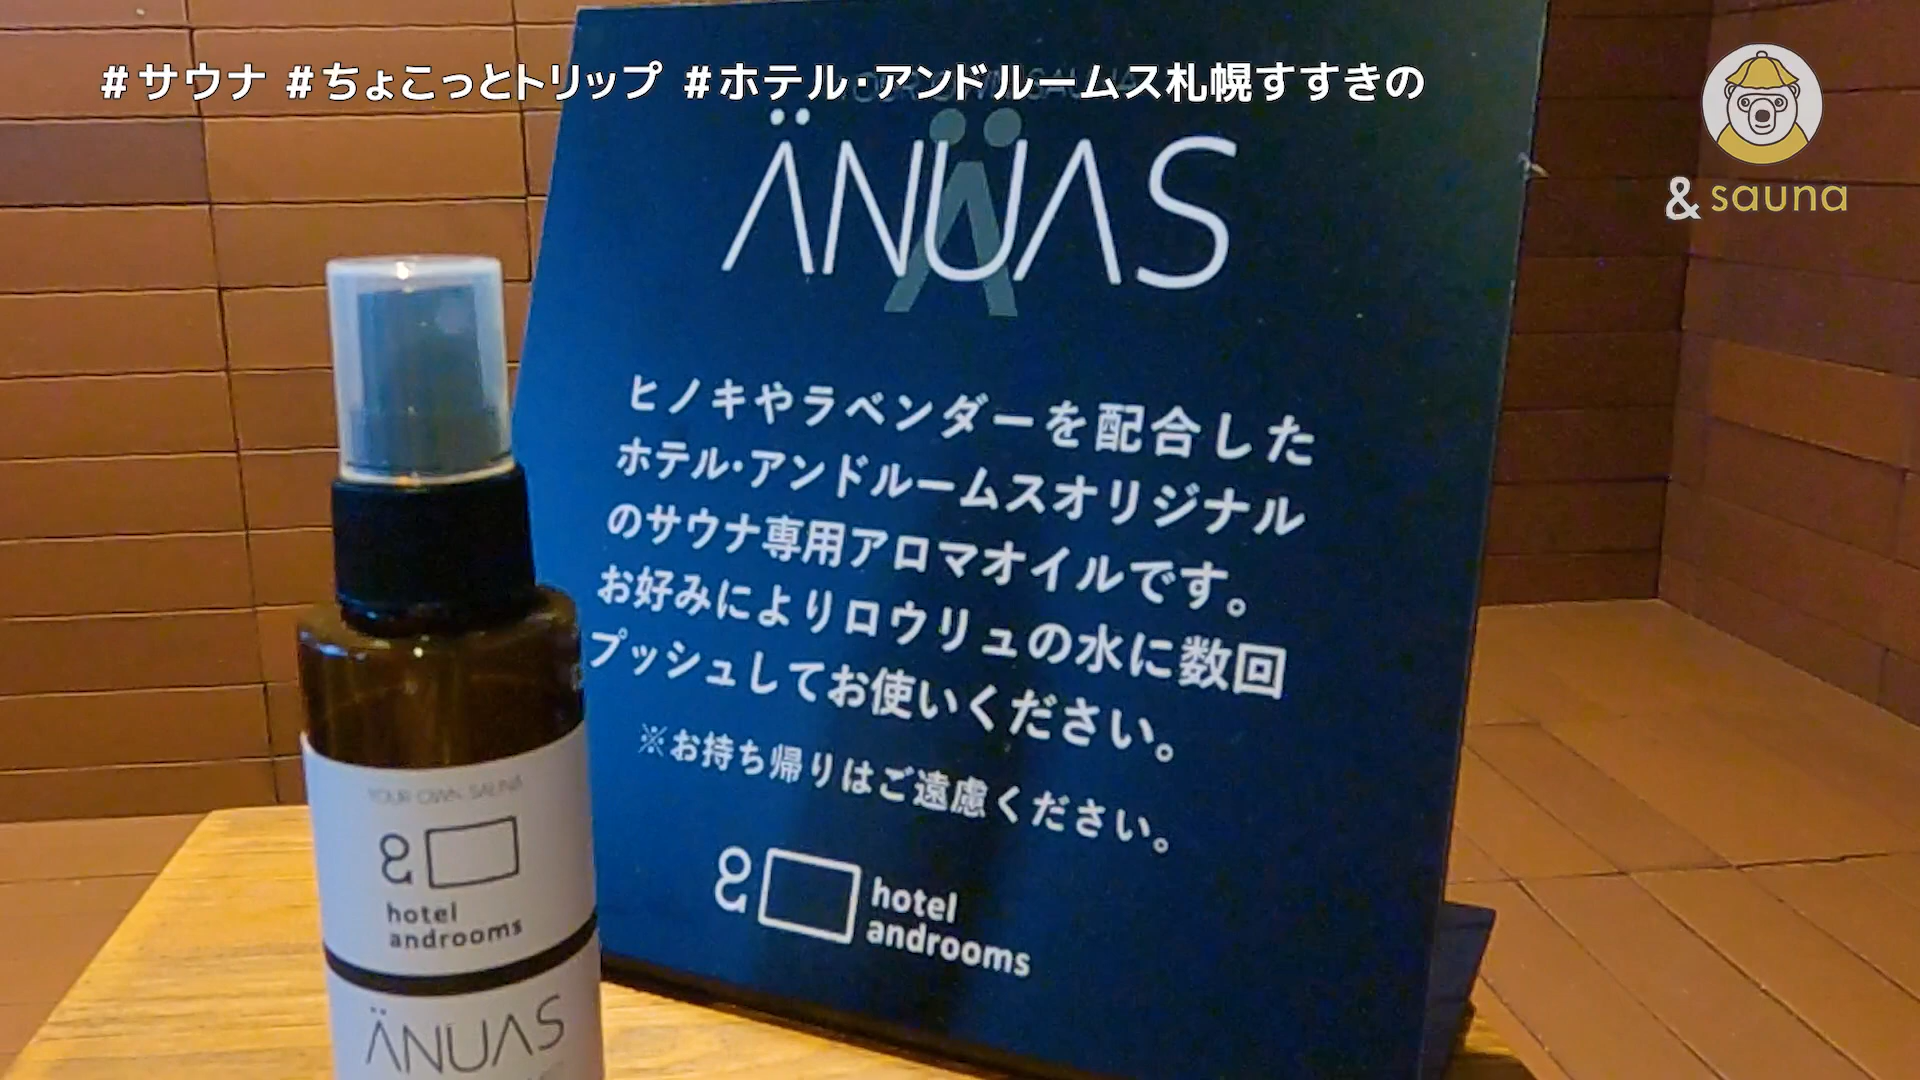 #サウナ #ちょこっとトリップ #ホテル・アンドルームス札幌すすきの
& sauna
ÄNÜΛS
ヒノキやラベンダーを配合した
ホテル・アンドルームスオリジナル
のサウナ専用アロマオイルです。
お好みによりロウリュの水に数回
プッシュしてお使いください。
※お持ち帰りはご遠慮ください。
hotel
androoms
YOUR OWN SAUNA
hotel
androoms
ÄNUΛS